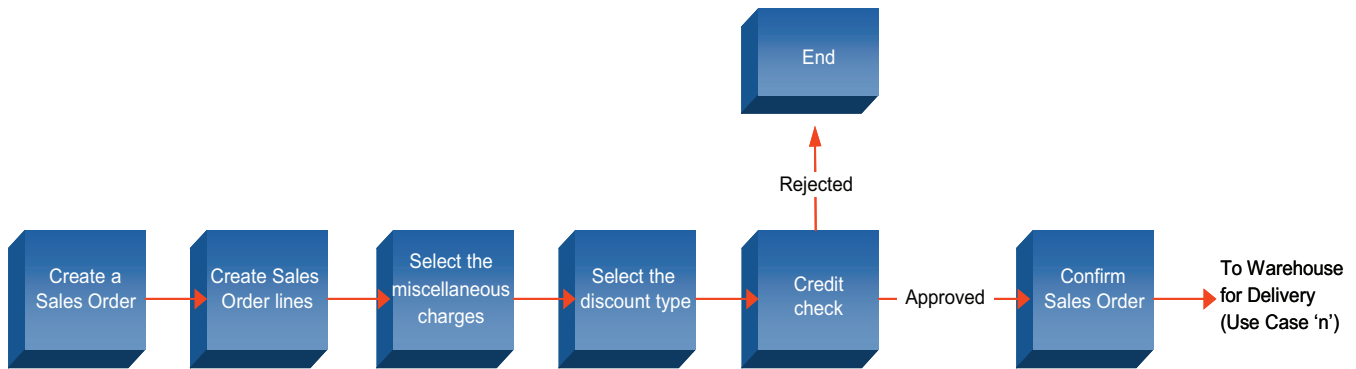 End
Rejected
Create a
Sales Order
Create Sales
Order lines
Select the
miscellaneous
charges
Select the
discount type
Credit
check
Approved
Confirm
Sales Order
To Warehouse
for Delivery
(Use Case ‘n’)